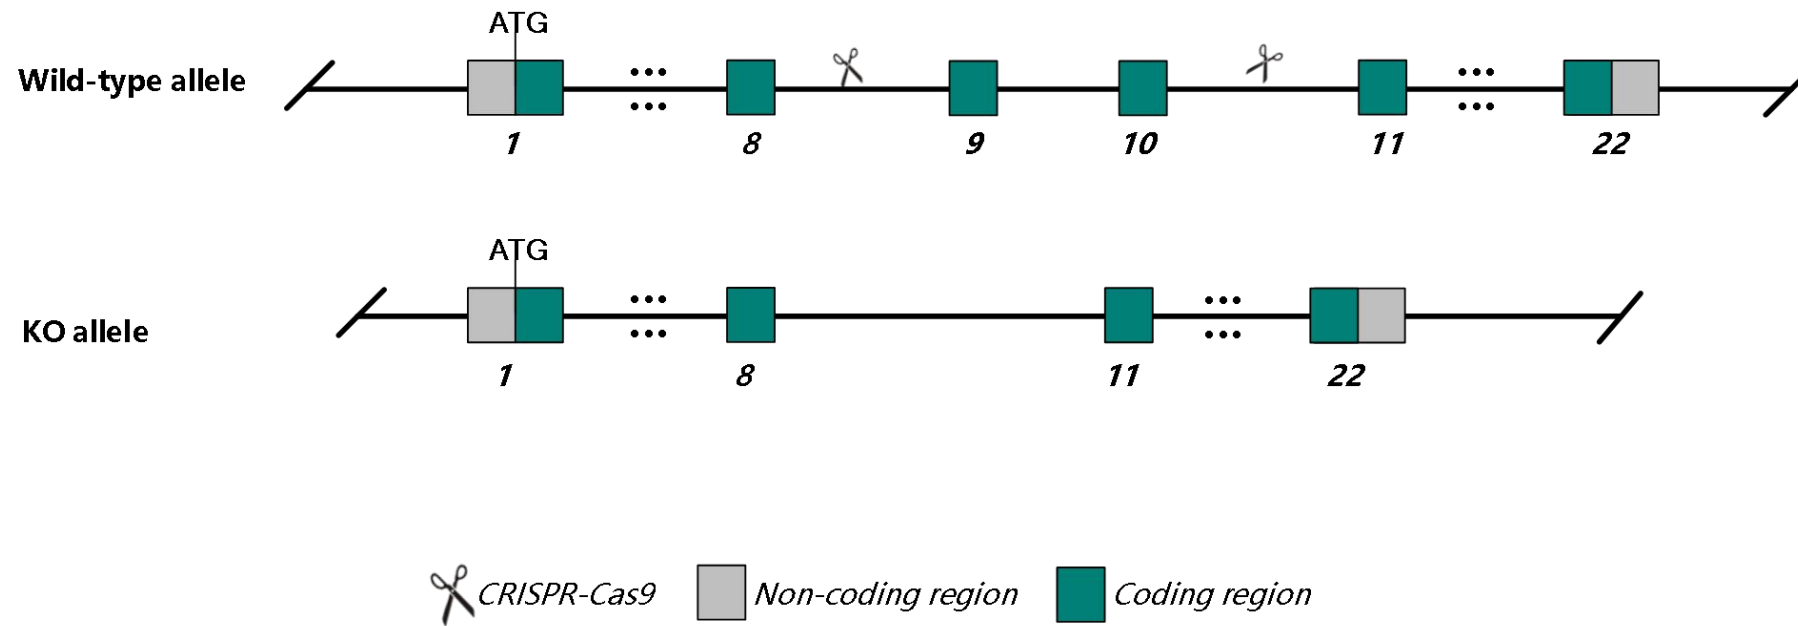 ATG
Wild-type allele
1 8 9 10 11 22
ATG
KO allele
1 8 11 22
CRISPR-Cas9 Non-coding region Coding region